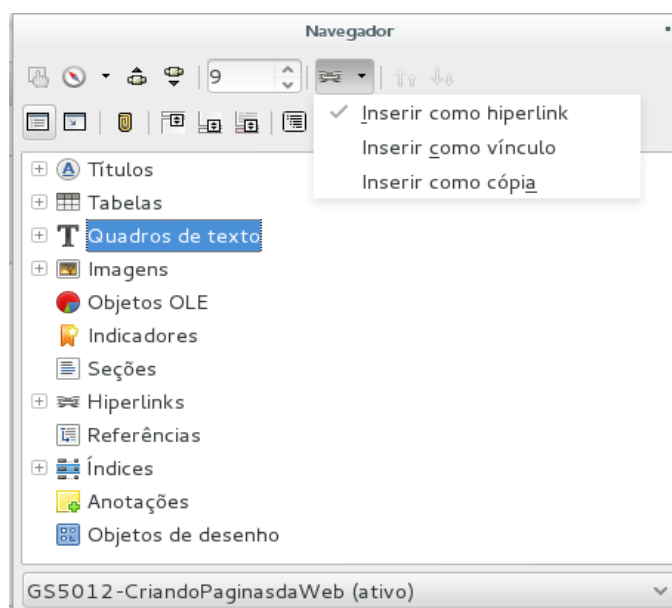 Navegador
9
Inserir como hiperlink
Inserir como vínculo
Inserir como cópia
Títulos
Tabelas
Quadros de texto
Imagens
Objetos OLE
Indicadores
Seções
Hiperlinks
Referências
Índices
Anotações
Objetos de desenho
GS5012-CriandoPaginasdaWeb (ativo)